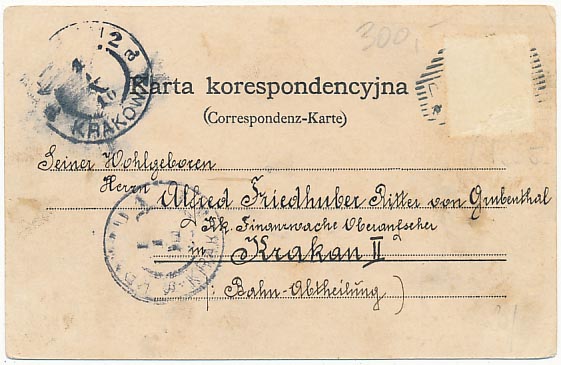 300,-
Karta korespondencyjna
(Correspondenz-Karte)
KRAKOW
Seiner Wohlgeboren
Herrn Alfred Friedhuber Ritter von Grubenthal
kk. Finanzwache Oberaufseher
in Krakau II
(: Bahn-Abtheilung )